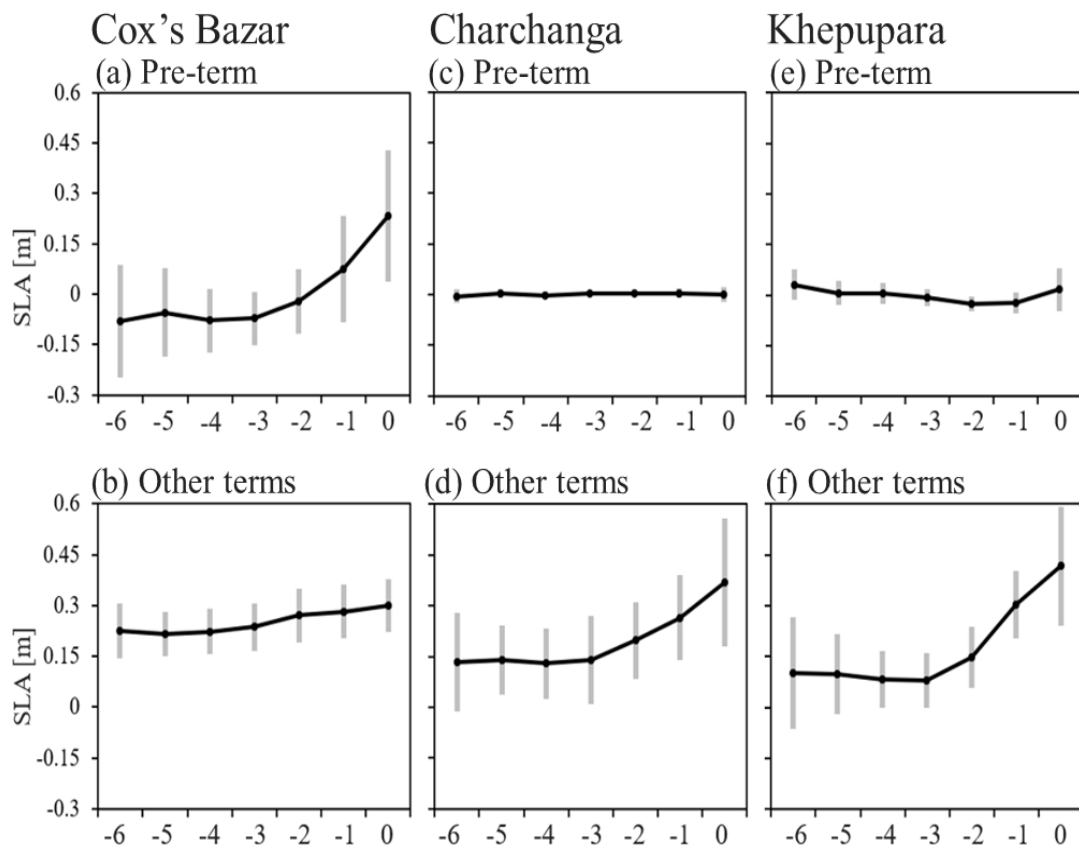 Cox’s Bazar Charchanga Khepupara
(a) Pre-term (c) Pre-term (e) Pre-term
SLA [m]
0.6
0.45
0.3
0.15
0
-0.15
-0.3
-6 -5 -4 -3 -2 -1 0 -6 -5 -4 -3 -2 -1 0 -6 -5 -4 -3 -2 -1 0
(b) Other terms (d) Other terms (f) Other terms
SLA [m]
0.6
0.45
0.3
0.15
0
-0.15
-0.3
-6 -5 -4 -3 -2 -1 0 -6 -5 -4 -3 -2 -1 0 -6 -5 -4 -3 -2 -1 0